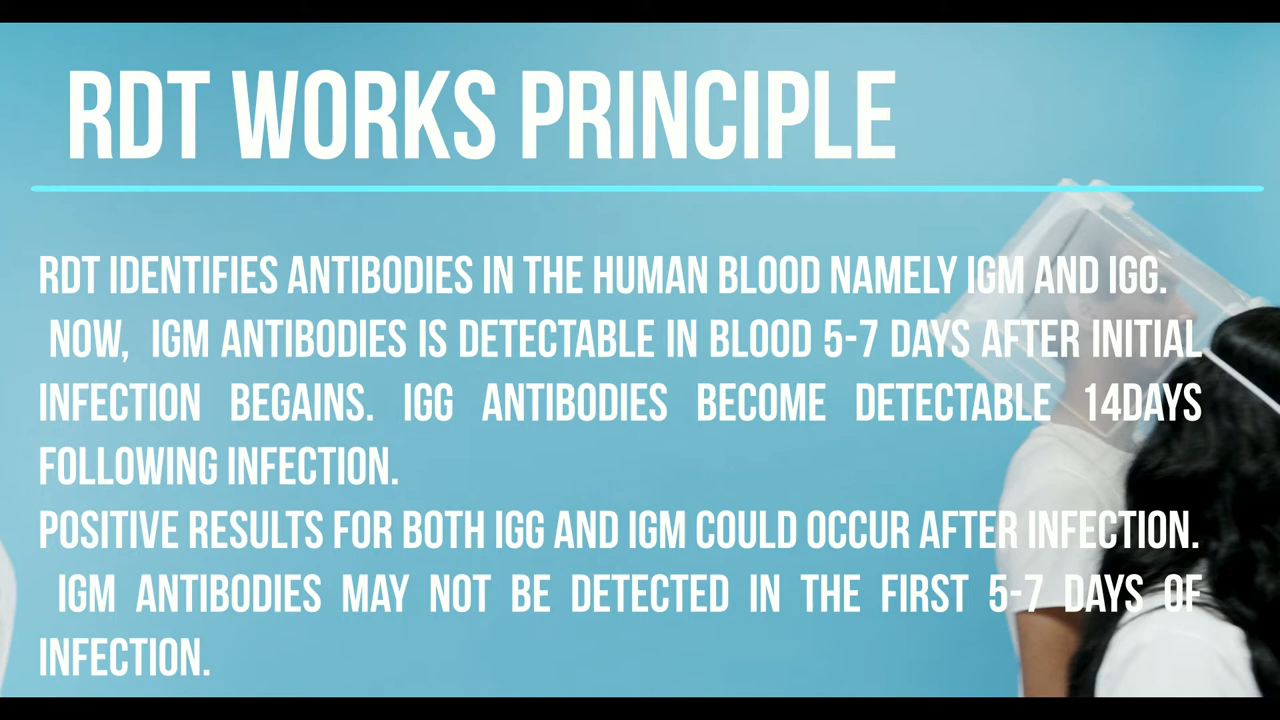 RDT WORKS PRINCIPLE
RDT IDENTIFIES ANTIBODIES IN THE HUMAN BLOOD NAMELY IGM AND IGG.
NOW, IGM ANTIBODIES IS DETECTABLE IN BLOOD 5-7 DAYS AFTER INITIAL
INFECTION BEGAINS. IGG ANTIBODIES BECOME DETECTABLE 14DAYS
FOLLOWING INFECTION.
POSITIVE RESULTS FOR BOTH IGG AND IGM COULD OCCUR AFTER INFECTION.
IGM ANTIBODIES MAY NOT BE DETECTED IN THE FIRST 5-7 DAYS OF
INFECTION.